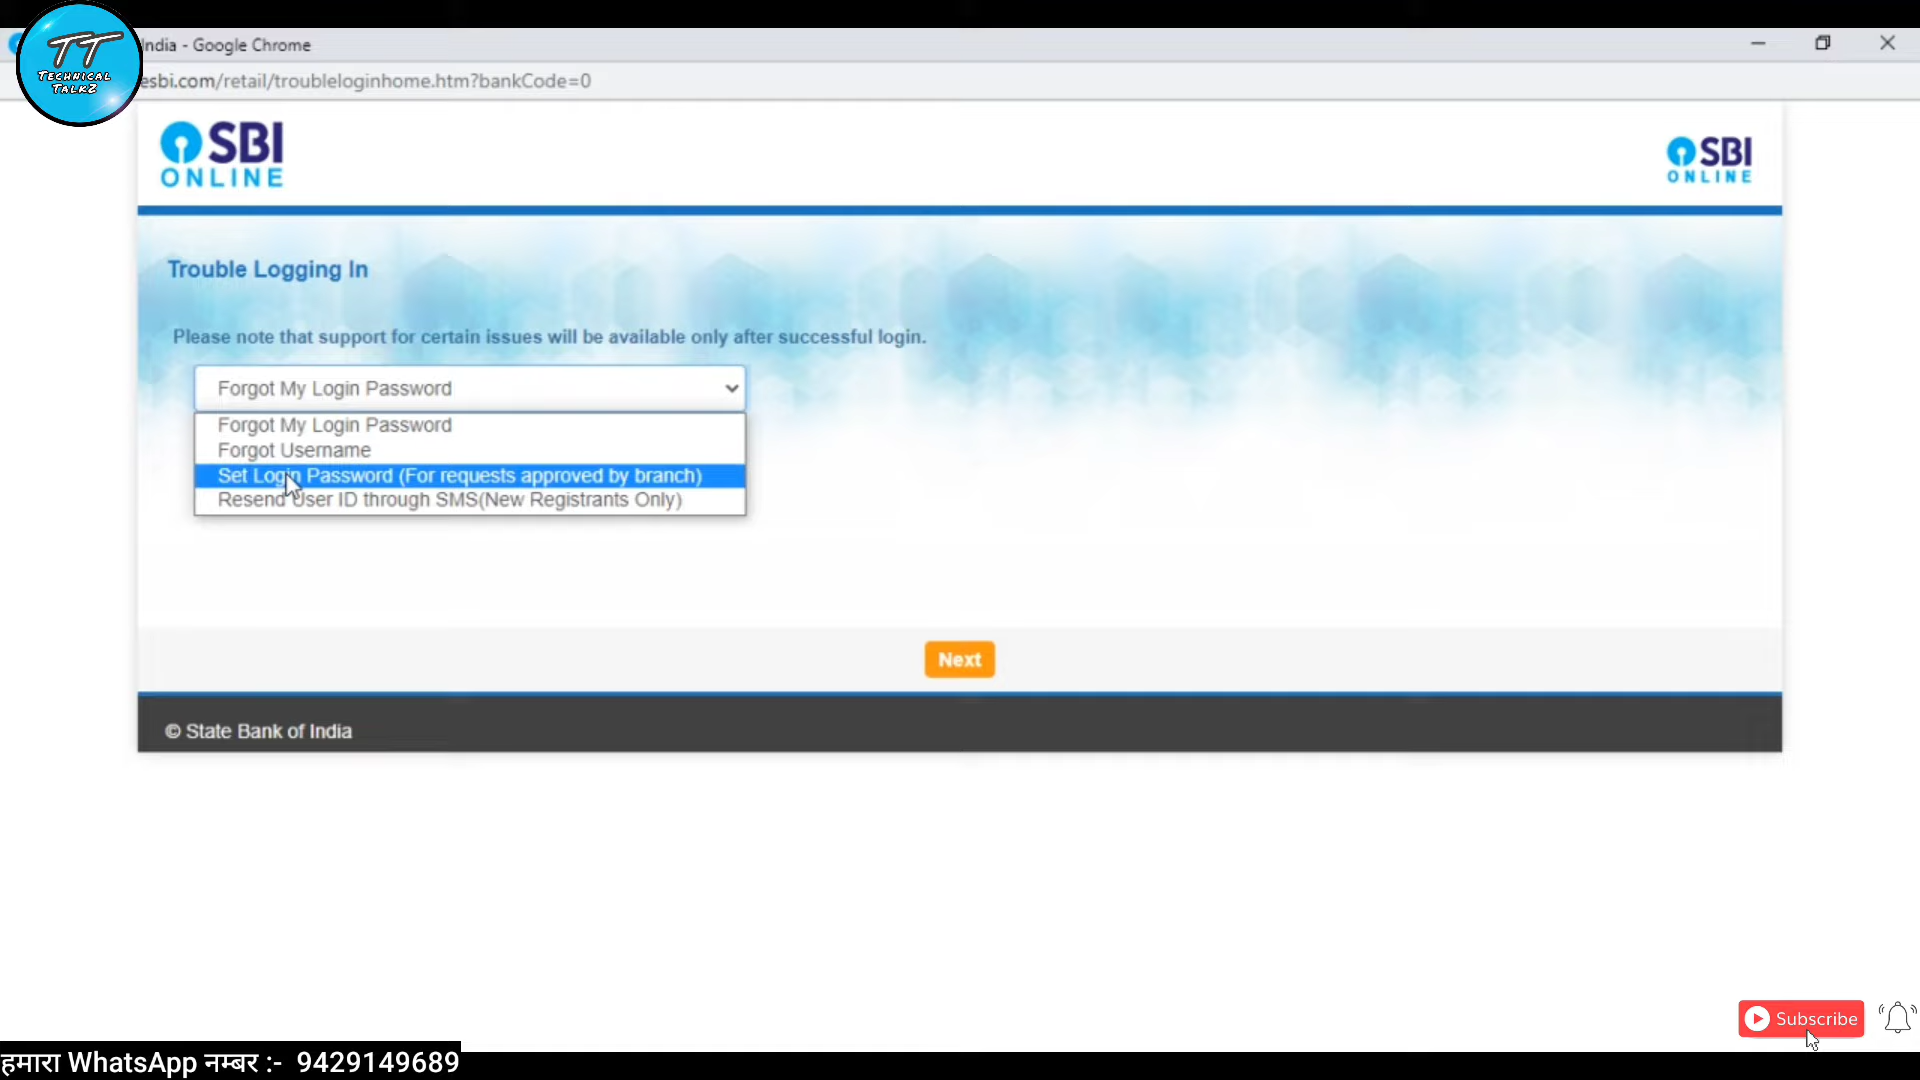 TT
TECHNICAL
TALKZ
India - Google Chrome
esbi.com/retail/troubleloginhome.htm?bankCode=0
SBI
ONLINE
SBI
ONLINE
Trouble Logging In
Please note that support for certain issues will be available only after successful login.
Forgot My Login Password
Forgot My Login Password
Forgot Username
Set Login Password (For requests approved by branch)
Resend User ID through SMS(New Registrants Only)
Next
© State Bank of India
Subscribe
हमारा WhatsApp नम्बर :- 9429149689